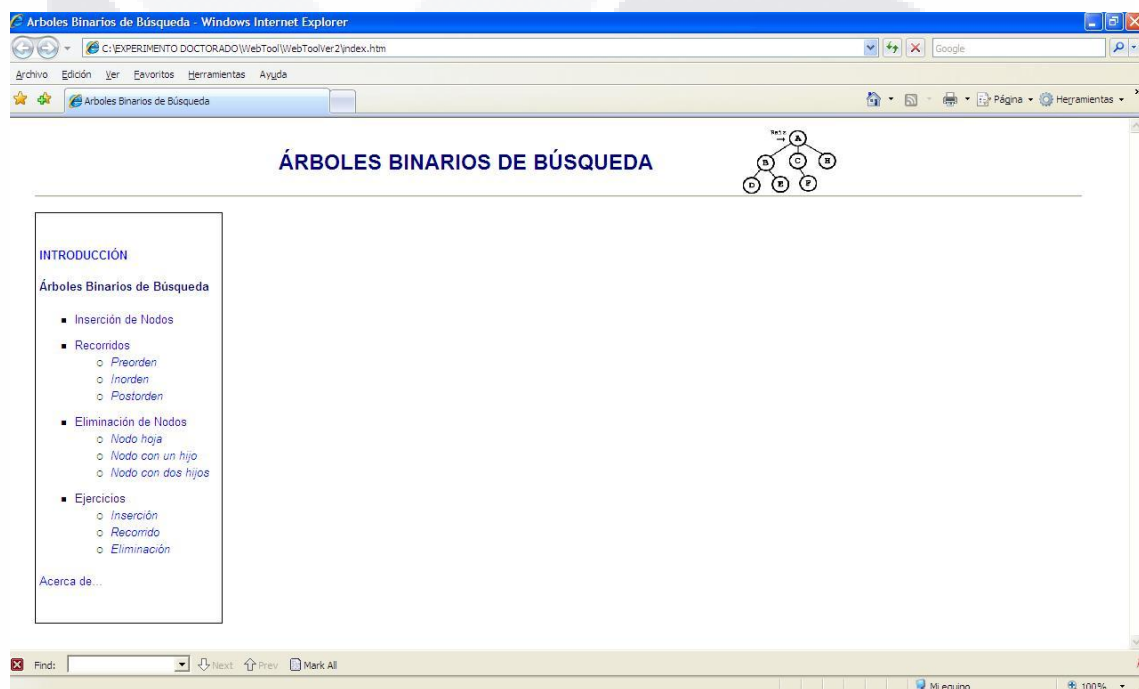 Arboles Binarios de Búsqueda - Windows Internet Explorer
C:\EXPERIMENTO DOCTORADO\WebTool\WebToolVer2\index.htm
Google
Archivo Edición Ver Favoritos Herramientas Ayuda
Arboles Binarios de Búsqueda
Página Herramientas
ÁRBOLES BINARIOS DE BÚSQUEDA
Raiz
A
B C H
D E F
INTRODUCCIÓN
Árboles Binarios de Búsqueda
Inserción de Nodos
Recorridos
Preorden
Inorden
Postorden
Eliminación de Nodos
Nodo hoja
Nodo con un hijo
Nodo con dos hijos
Ejercicios
Inserción
Recorrido
Eliminación
Acerca de...
Find: Next Prev Mark All
Mi equipo 100%